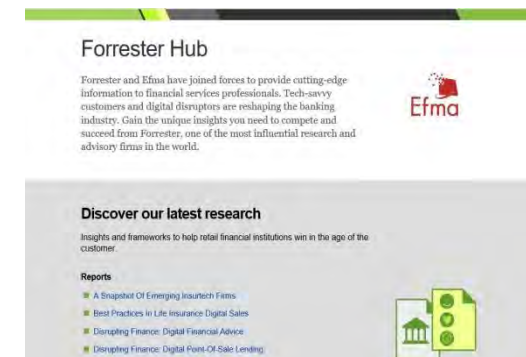 Forrester Hub
Forrester and Efma have joined forces to provide cutting-edge
information to financial services professionals. Tech-savvy
customers and digital disruptors are reshaping the banking
industry. Gain the unique insights you need to compete and
succeed from Forrester, one of the most influential research and
advisory firms in the world.
Efma
Discover our latest research
Insights and frameworks to help retail financial institutions win in the age of the
customer.
Reports
A Snapshot Of Emerging Insurtech Firms
Best Practices in Life Insurance Digital Sales
Disrupting Finance: Digital Financial Advice
Disrupting Finance: Digital Point-Of-Sale Lending